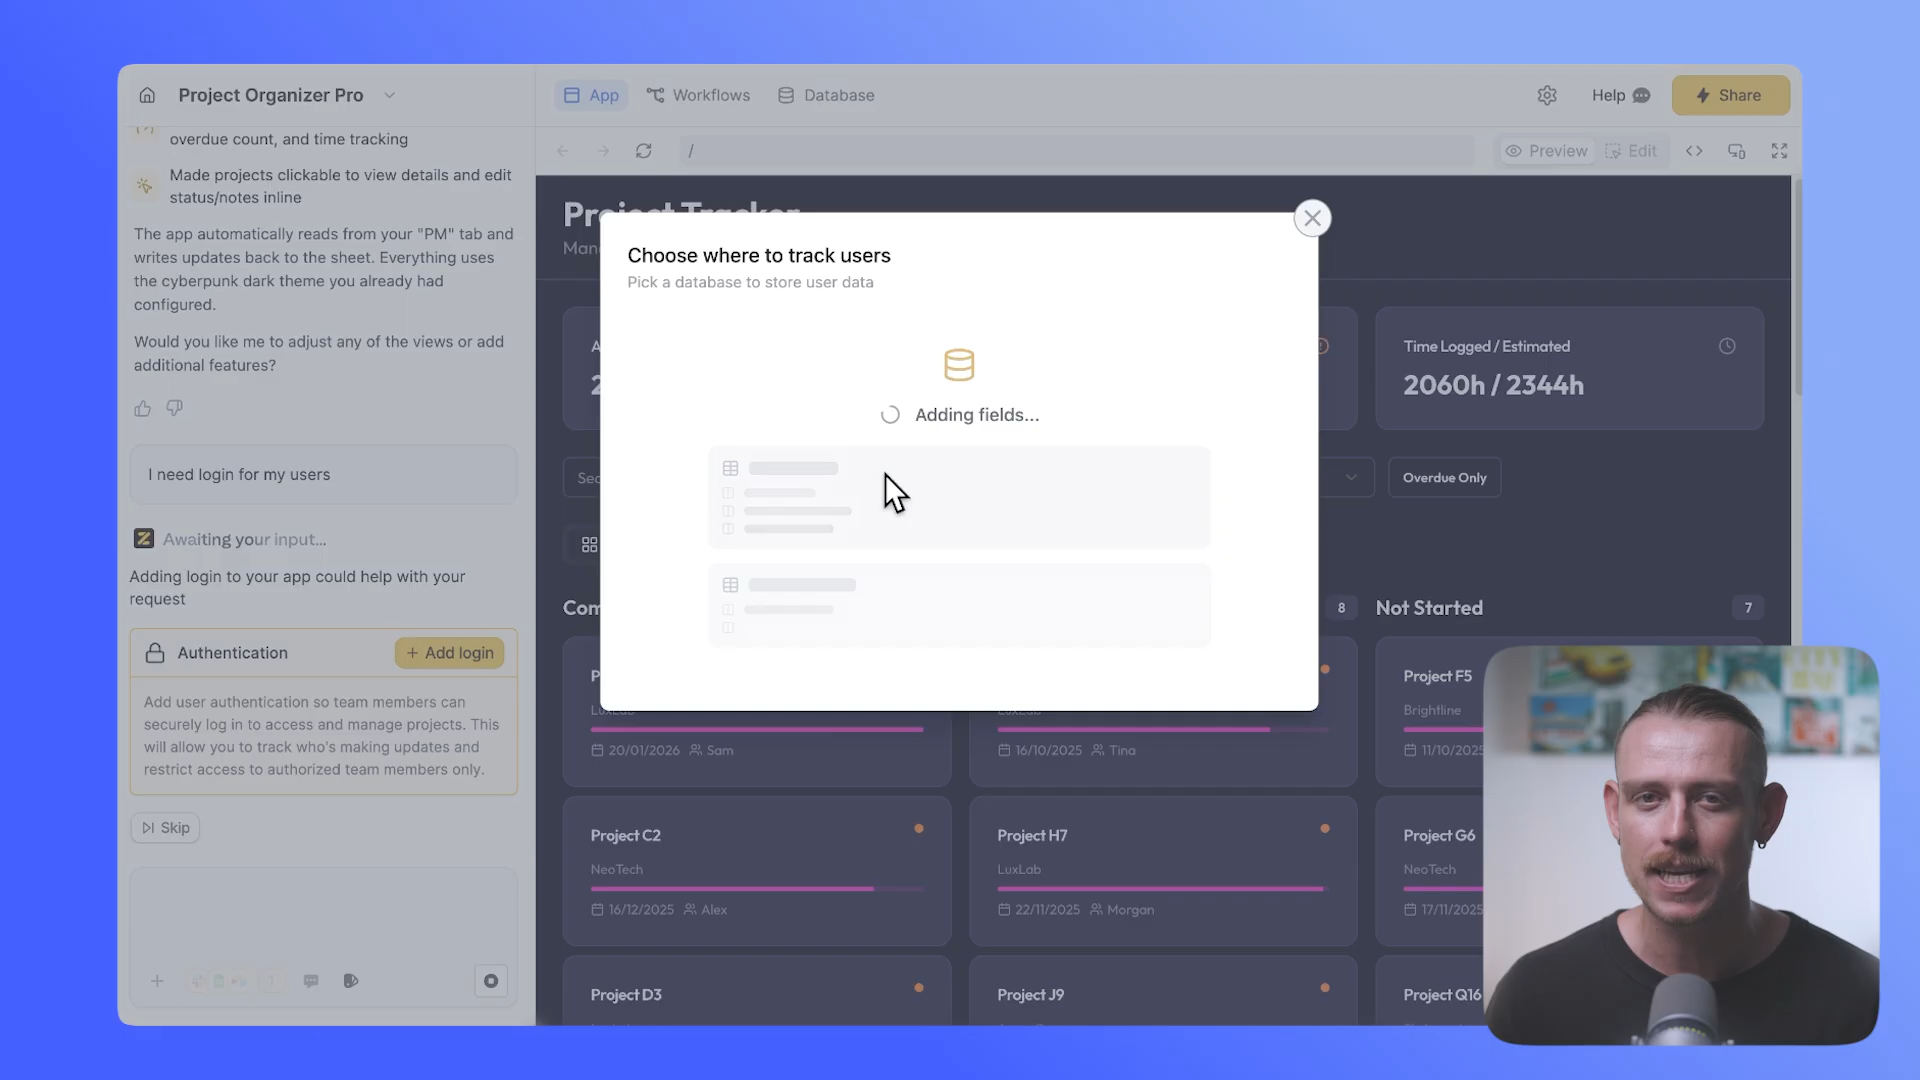 Project Organizer Pro
App
Workflows
Database
Help
Share
overdue count, and time tracking
Made projects clickable to view details and edit
status/notes inline
The app automatically reads from your "PM" tab and
writes updates back to the sheet. Everything uses
the cyberpunk dark theme you already had
configured.
Would you like me to adjust any of the views or add
additional features?
I need login for my users
Awaiting your input...
Adding login to your app could help with your
request
Authentication
+ Add login
Add user authentication so team members can
securely log in to access and manage projects. This
will allow you to track who's making updates and
restrict access to authorized team members only.
Skip
/
Preview
Edit
Project Tracker
Choose where to track users
Pick a database to store user data
Adding fields...
Time Logged / Estimated
2060h / 2344h
Overdue Only
8
Not Started
7
LuxLab
20/01/2026
Sam
LuxLab
16/10/2025
Tina
Project F5
Brightline
11/10/2025
Project C2
NeoTech
16/12/2025
Alex
Project H7
LuxLab
22/11/2025
Morgan
Project G6
NeoTech
17/11/2025
Project D3
Project J9
Project Q16